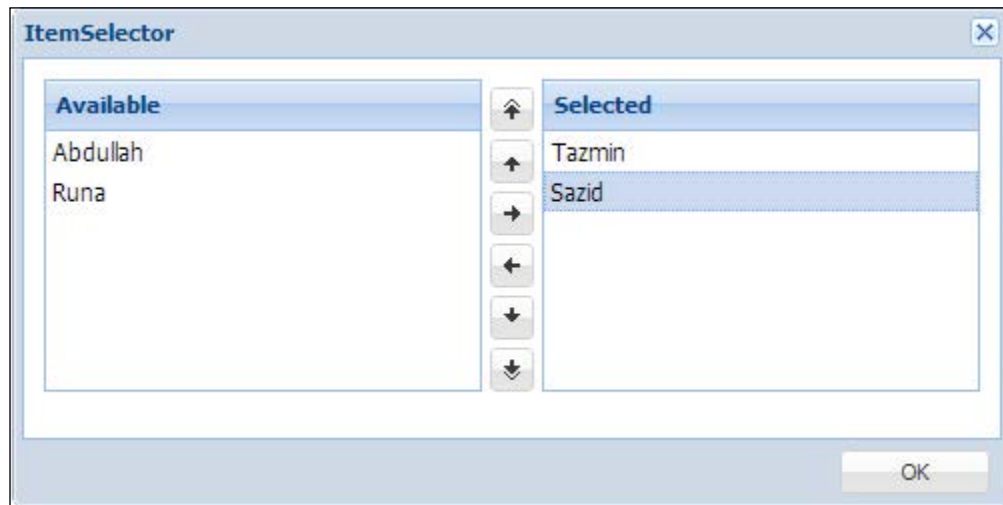 ItemSelector
Available
Abdullah
Runa
Selected
Tazmin
Sazid
OK